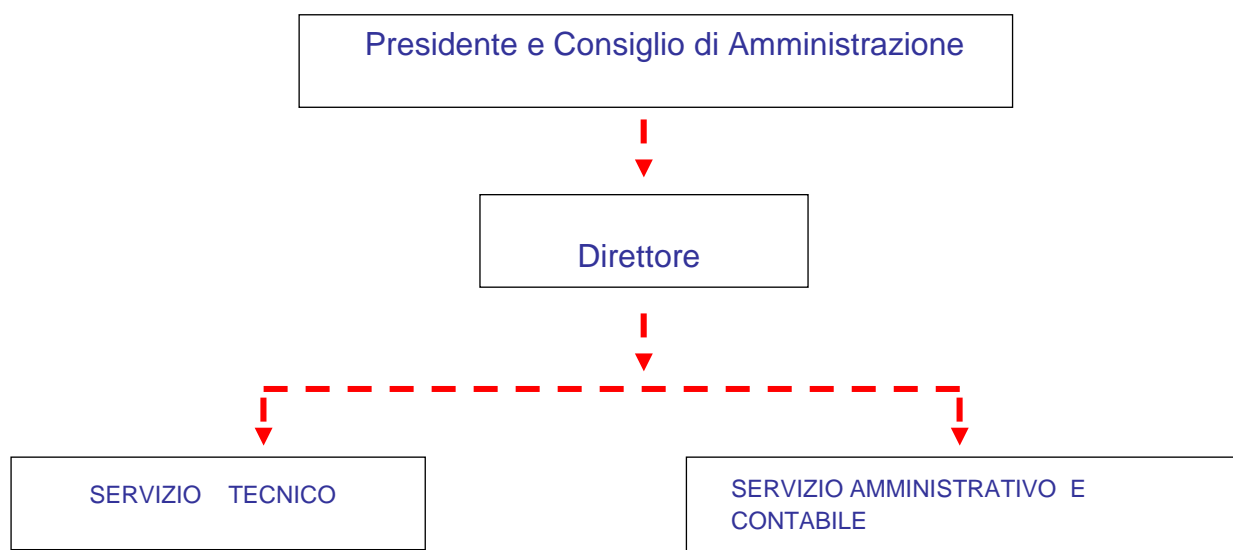 Presidente e Consiglio di Amministrazione
Direttore
SERVIZIO TECNICO
SERVIZIO AMMINISTRATIVO E
CONTABILE